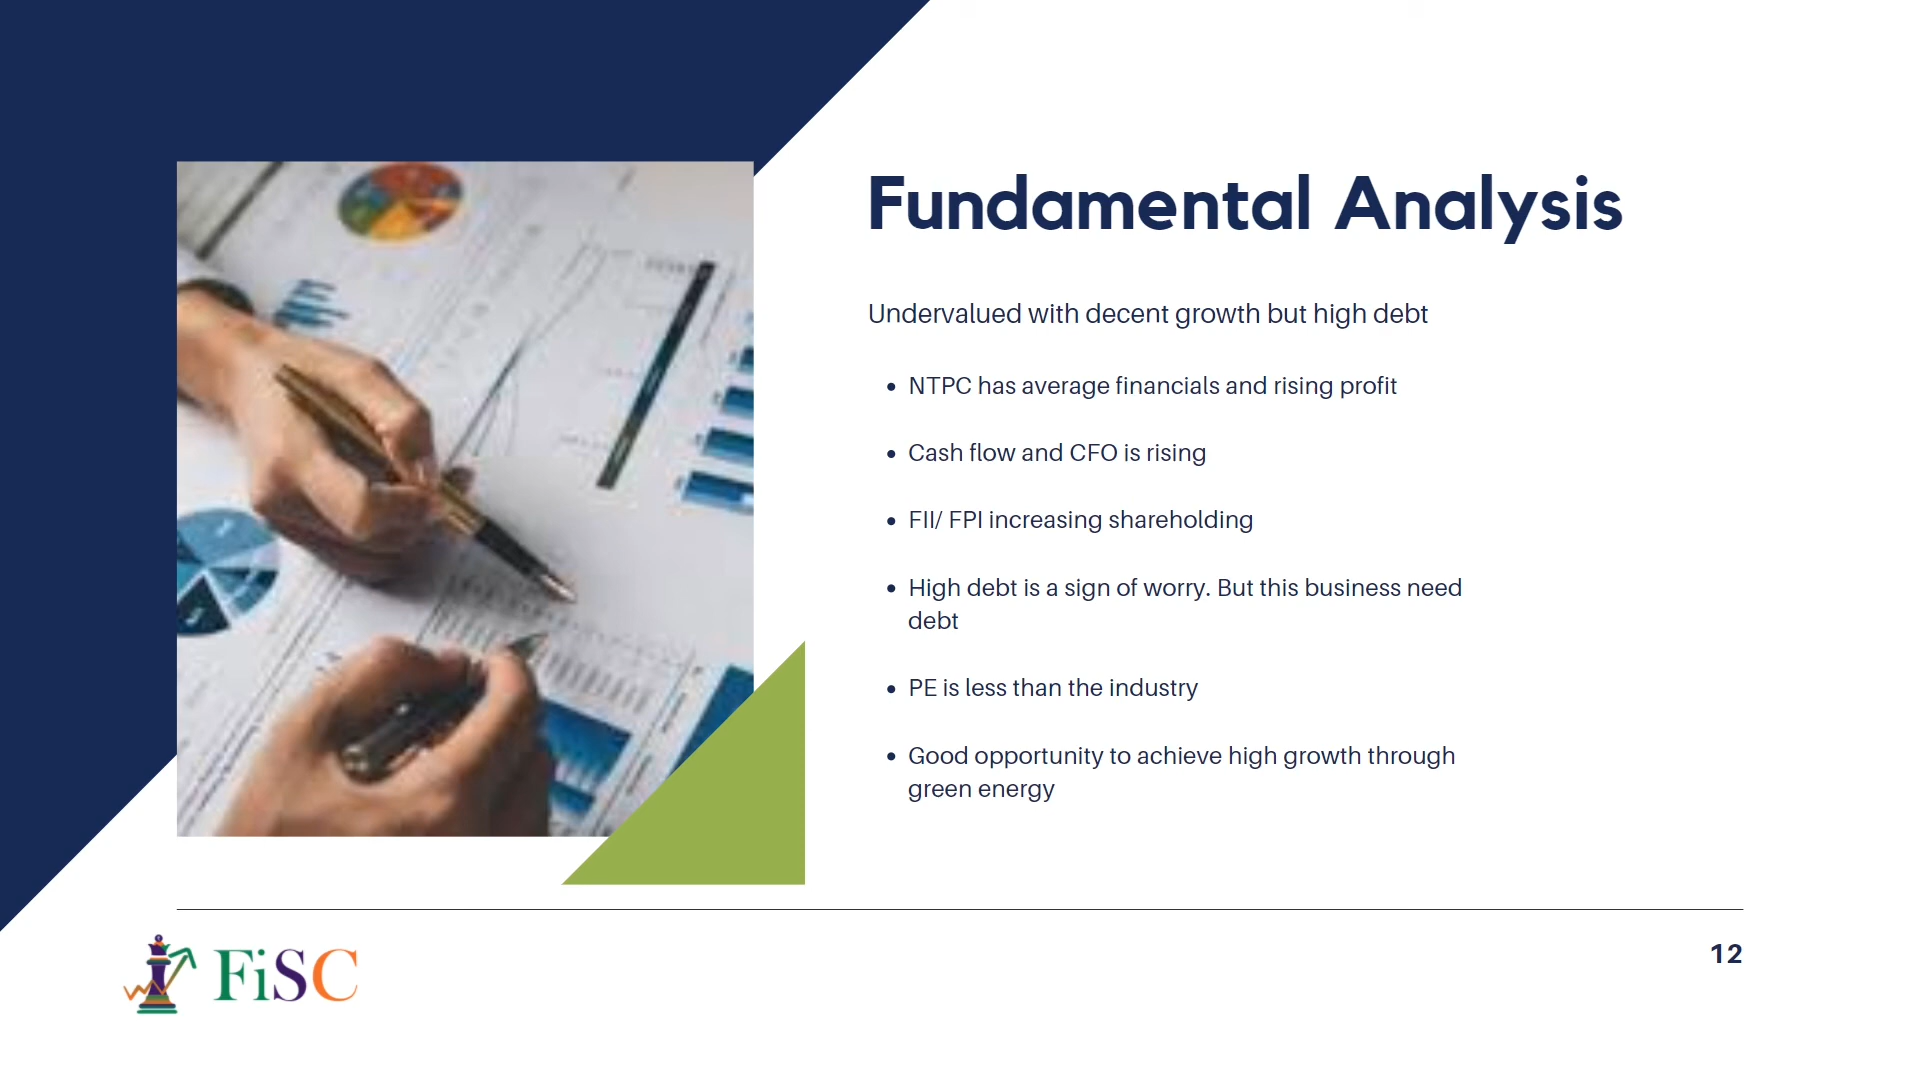 Fundamental Analysis
Undervalued with decent growth but high debt
• NTPC has average financials and rising profit
• Cash flow and CFO is rising
• FII/ FPI increasing shareholding
• High debt is a sign of worry. But this business need
debt
• PE is less than the industry
• Good opportunity to achieve high growth through
green energy
FiSC
12